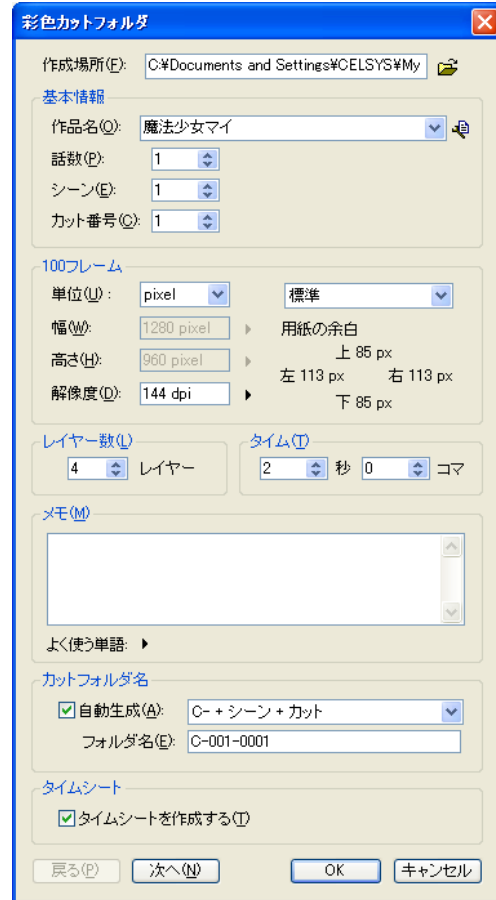 彩色カットフォルダ
作成場所(F): C:¥Documents and Settings¥CELSYS¥My
基本情報
作品名(O): 魔法少女マイ
話数(P): 1
シーン(E): 1
カット番号(C): 1
100フレーム
単位(U) : pixel 標準
幅(W): 1280 pixel 用紙の余白
上 85 px
高さ(H): 960 pixel
左 113 px 右 113 px
解像度(D): 144 dpi
下 85 px
レイヤー数(L) タイム(T)
4 レイヤー 2 秒 0 コマ
メモ(M)
よく使う単語:
カットフォルダ名
自動生成(A): C- + シーン + カット
フォルダ名(E): C-001-0001
タイムシート
タイムシートを作成する(T)
戻る(P) 次へ(N) OK キャンセル